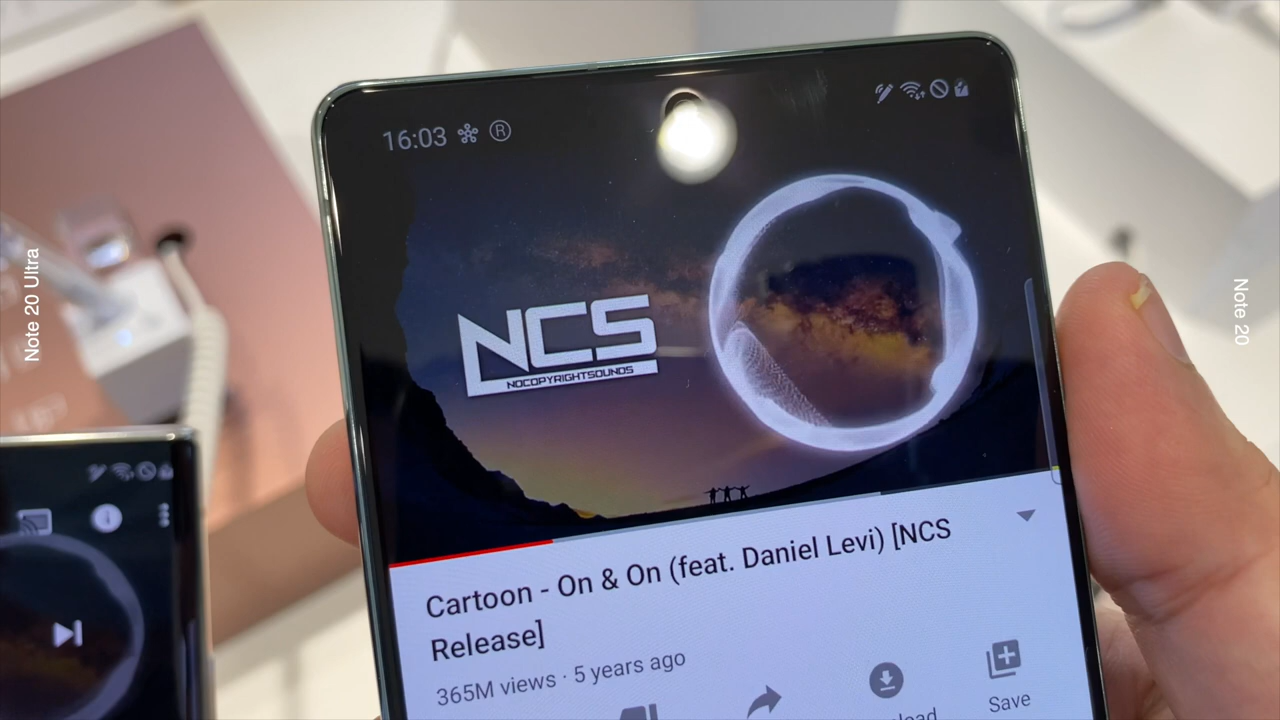 16:03 R
NCS
NOCOPYRIGHTSOUNDS
Cartoon - On & On (feat. Daniel Levi) [NCS
Release]
365M views · 5 years ago
Save
Note 20 Ultra
Note 20